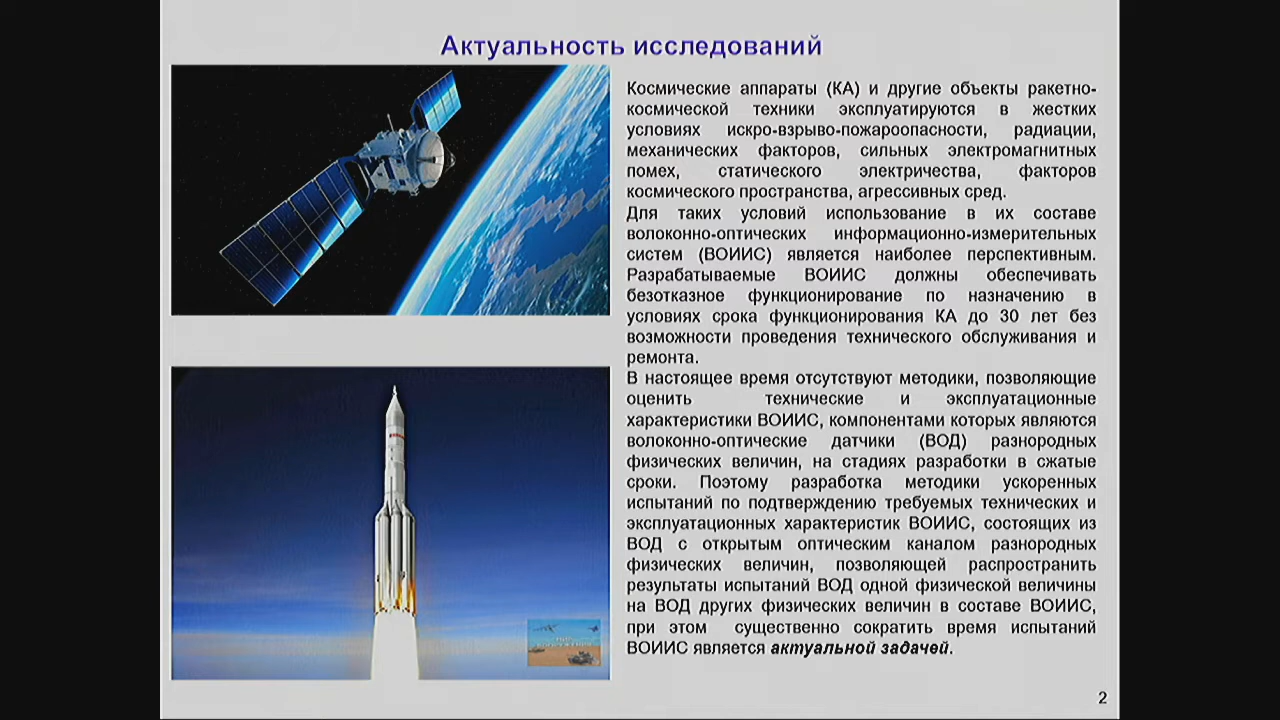 Актуальность исследований
Космические аппараты (КА) и другие объекты ракетно-
космической техники эксплуатируются в жестких
условиях искро-взрыво-пожароопасности, радиации,
механических факторов, сильных электромагнитных
помех, статического электричества, факторов
космического пространства, агрессивных сред.
Для таких условий использование в их составе
волоконно-оптических информационно-измерительных
систем (ВОИИС) является наиболее перспективным.
Разрабатываемые ВОИИС должны обеспечивать
безотказное функционирование по назначению в
условиях срока функционирования КА до 30 лет без
возможности проведения технического обслуживания и
ремонта.
В настоящее время отсутствуют методики, позволяющие
оценить технические и эксплуатационные
характеристики ВОИИС, компонентами которых являются
волоконно-оптические датчики (ВОД) разнородных
физических величин, на стадиях разработки в сжатые
сроки. Поэтому разработка методики ускоренных
испытаний по подтверждению требуемых технических и
эксплуатационных характеристик ВОИИС, состоящих из
ВОД с открытым оптическим каналом разнородных
физических величин, позволяющей распространить
результаты испытаний ВОД одной физической величины
на ВОД других физических величин в составе ВОИИС,
при этом существенно сократить время испытаний
ВОИИС является актуальной задачей.
2